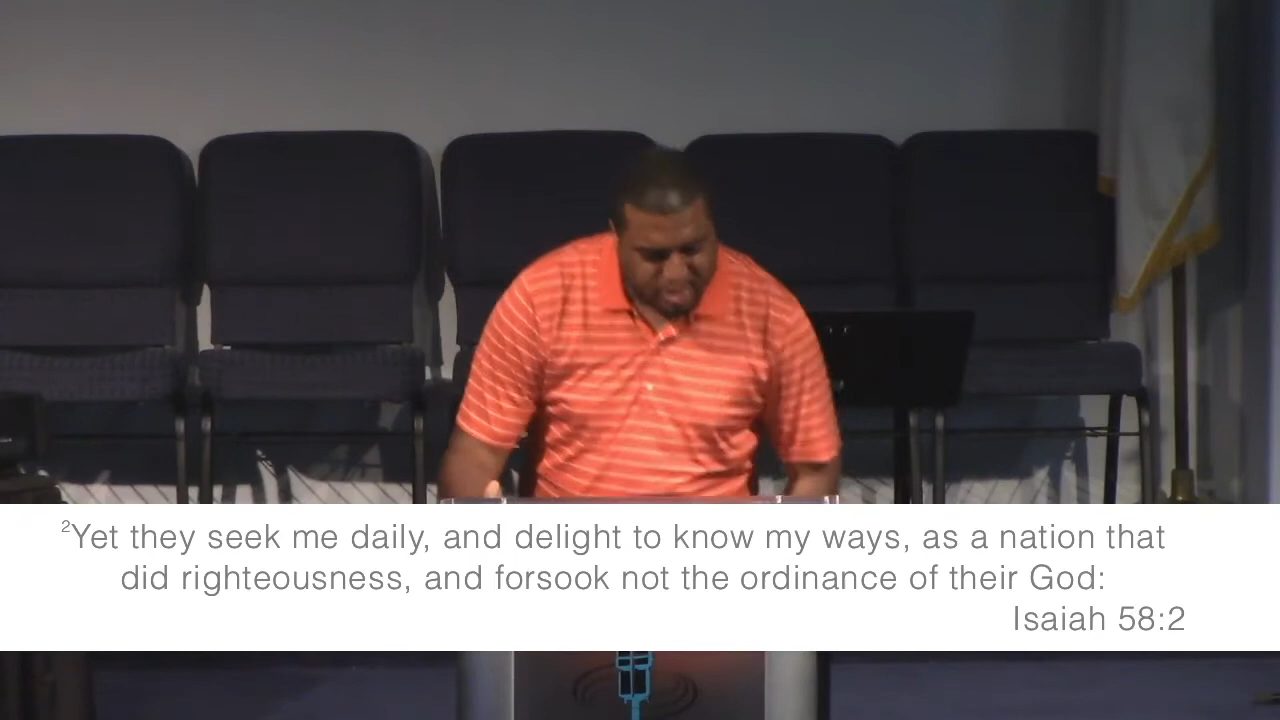 ²Yet they seek me daily, and delight to know my ways, as a nation that
did righteousness, and forsook not the ordinance of their God:
Isaiah 58:2